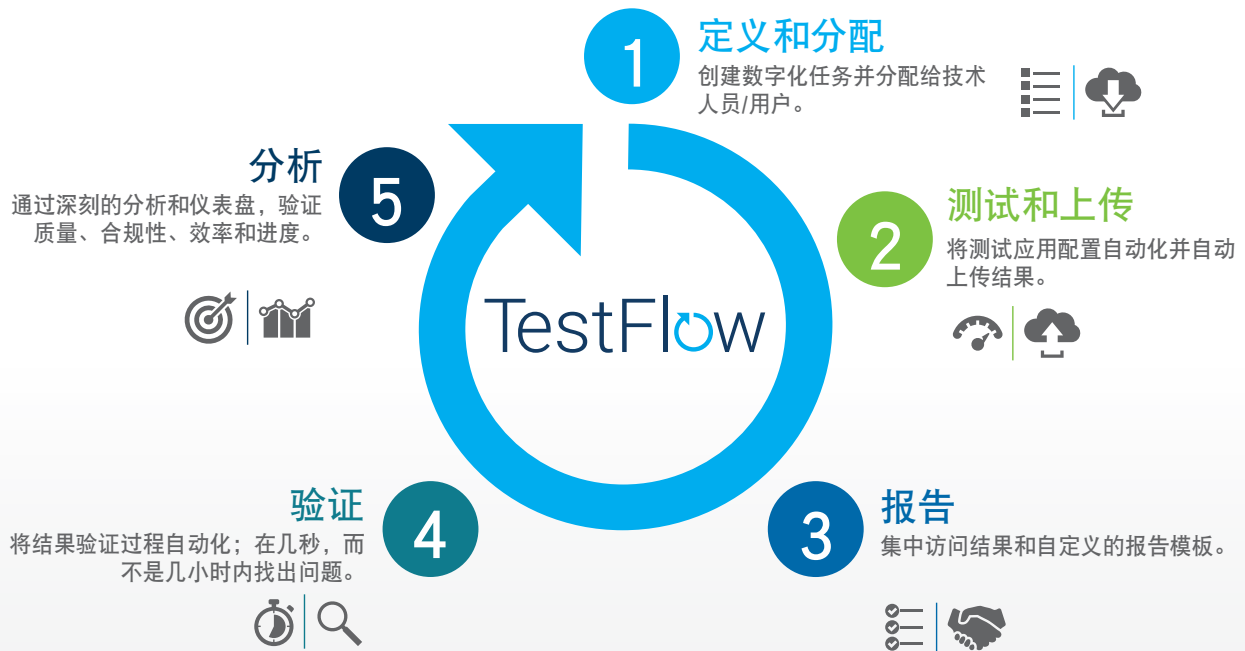 1
定义和分配
创建数字化任务并分配给技术
人员/用户。
2
测试和上传
将测试应用配置自动化并自动
上传结果。
3
报告
集中访问结果和自定义的报告模板。
4
验证
将结果验证过程自动化；在几秒，而
不是几小时内找出问题。
5
分析
通过深刻的分析和仪表盘，验证
质量、合规性、效率和进度。
TestFlow